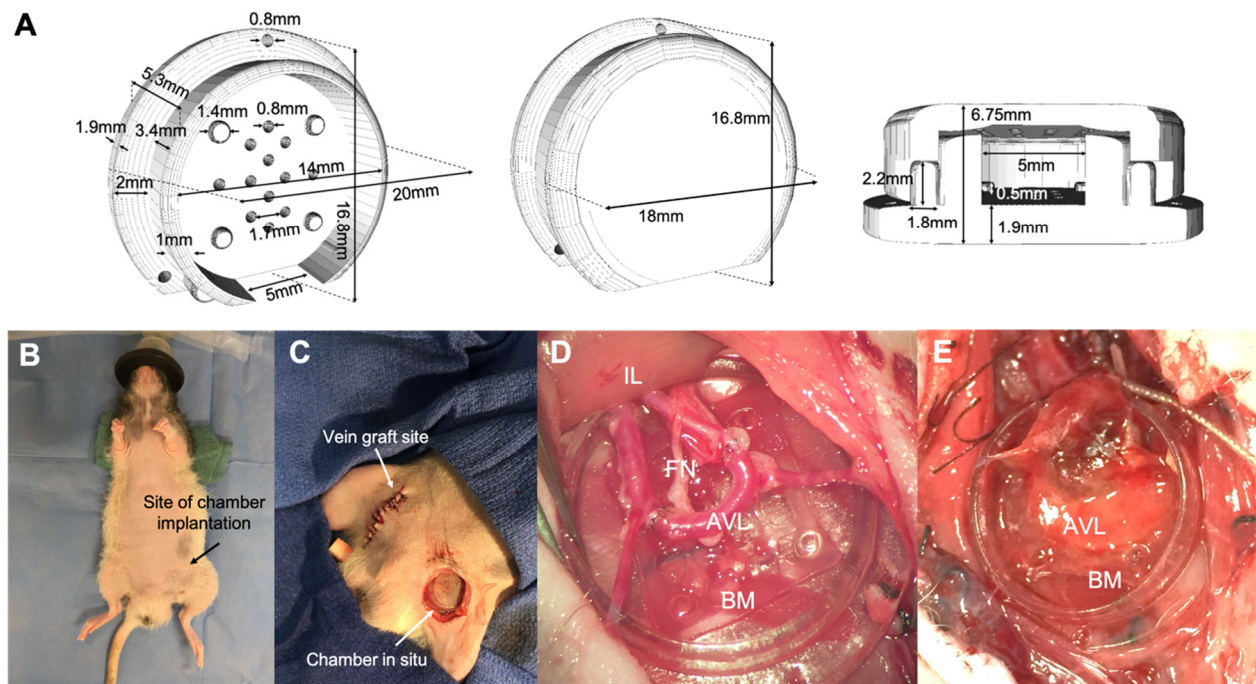 A
0.8mm
5.3mm
1.4mm
0.8mm
1.9mm
3.4mm
14mm
2mm
20mm
16.8mm
1.7mm
1mm
5mm
16.8mm
18mm
6.75mm
5mm
2.2mm
0.5mm
1.8mm
1.9mm
B
Site of chamber
implantation
C
Vein graft site
Chamber in situ
D
IL
FN
AVL
BM
E
AVL
BM